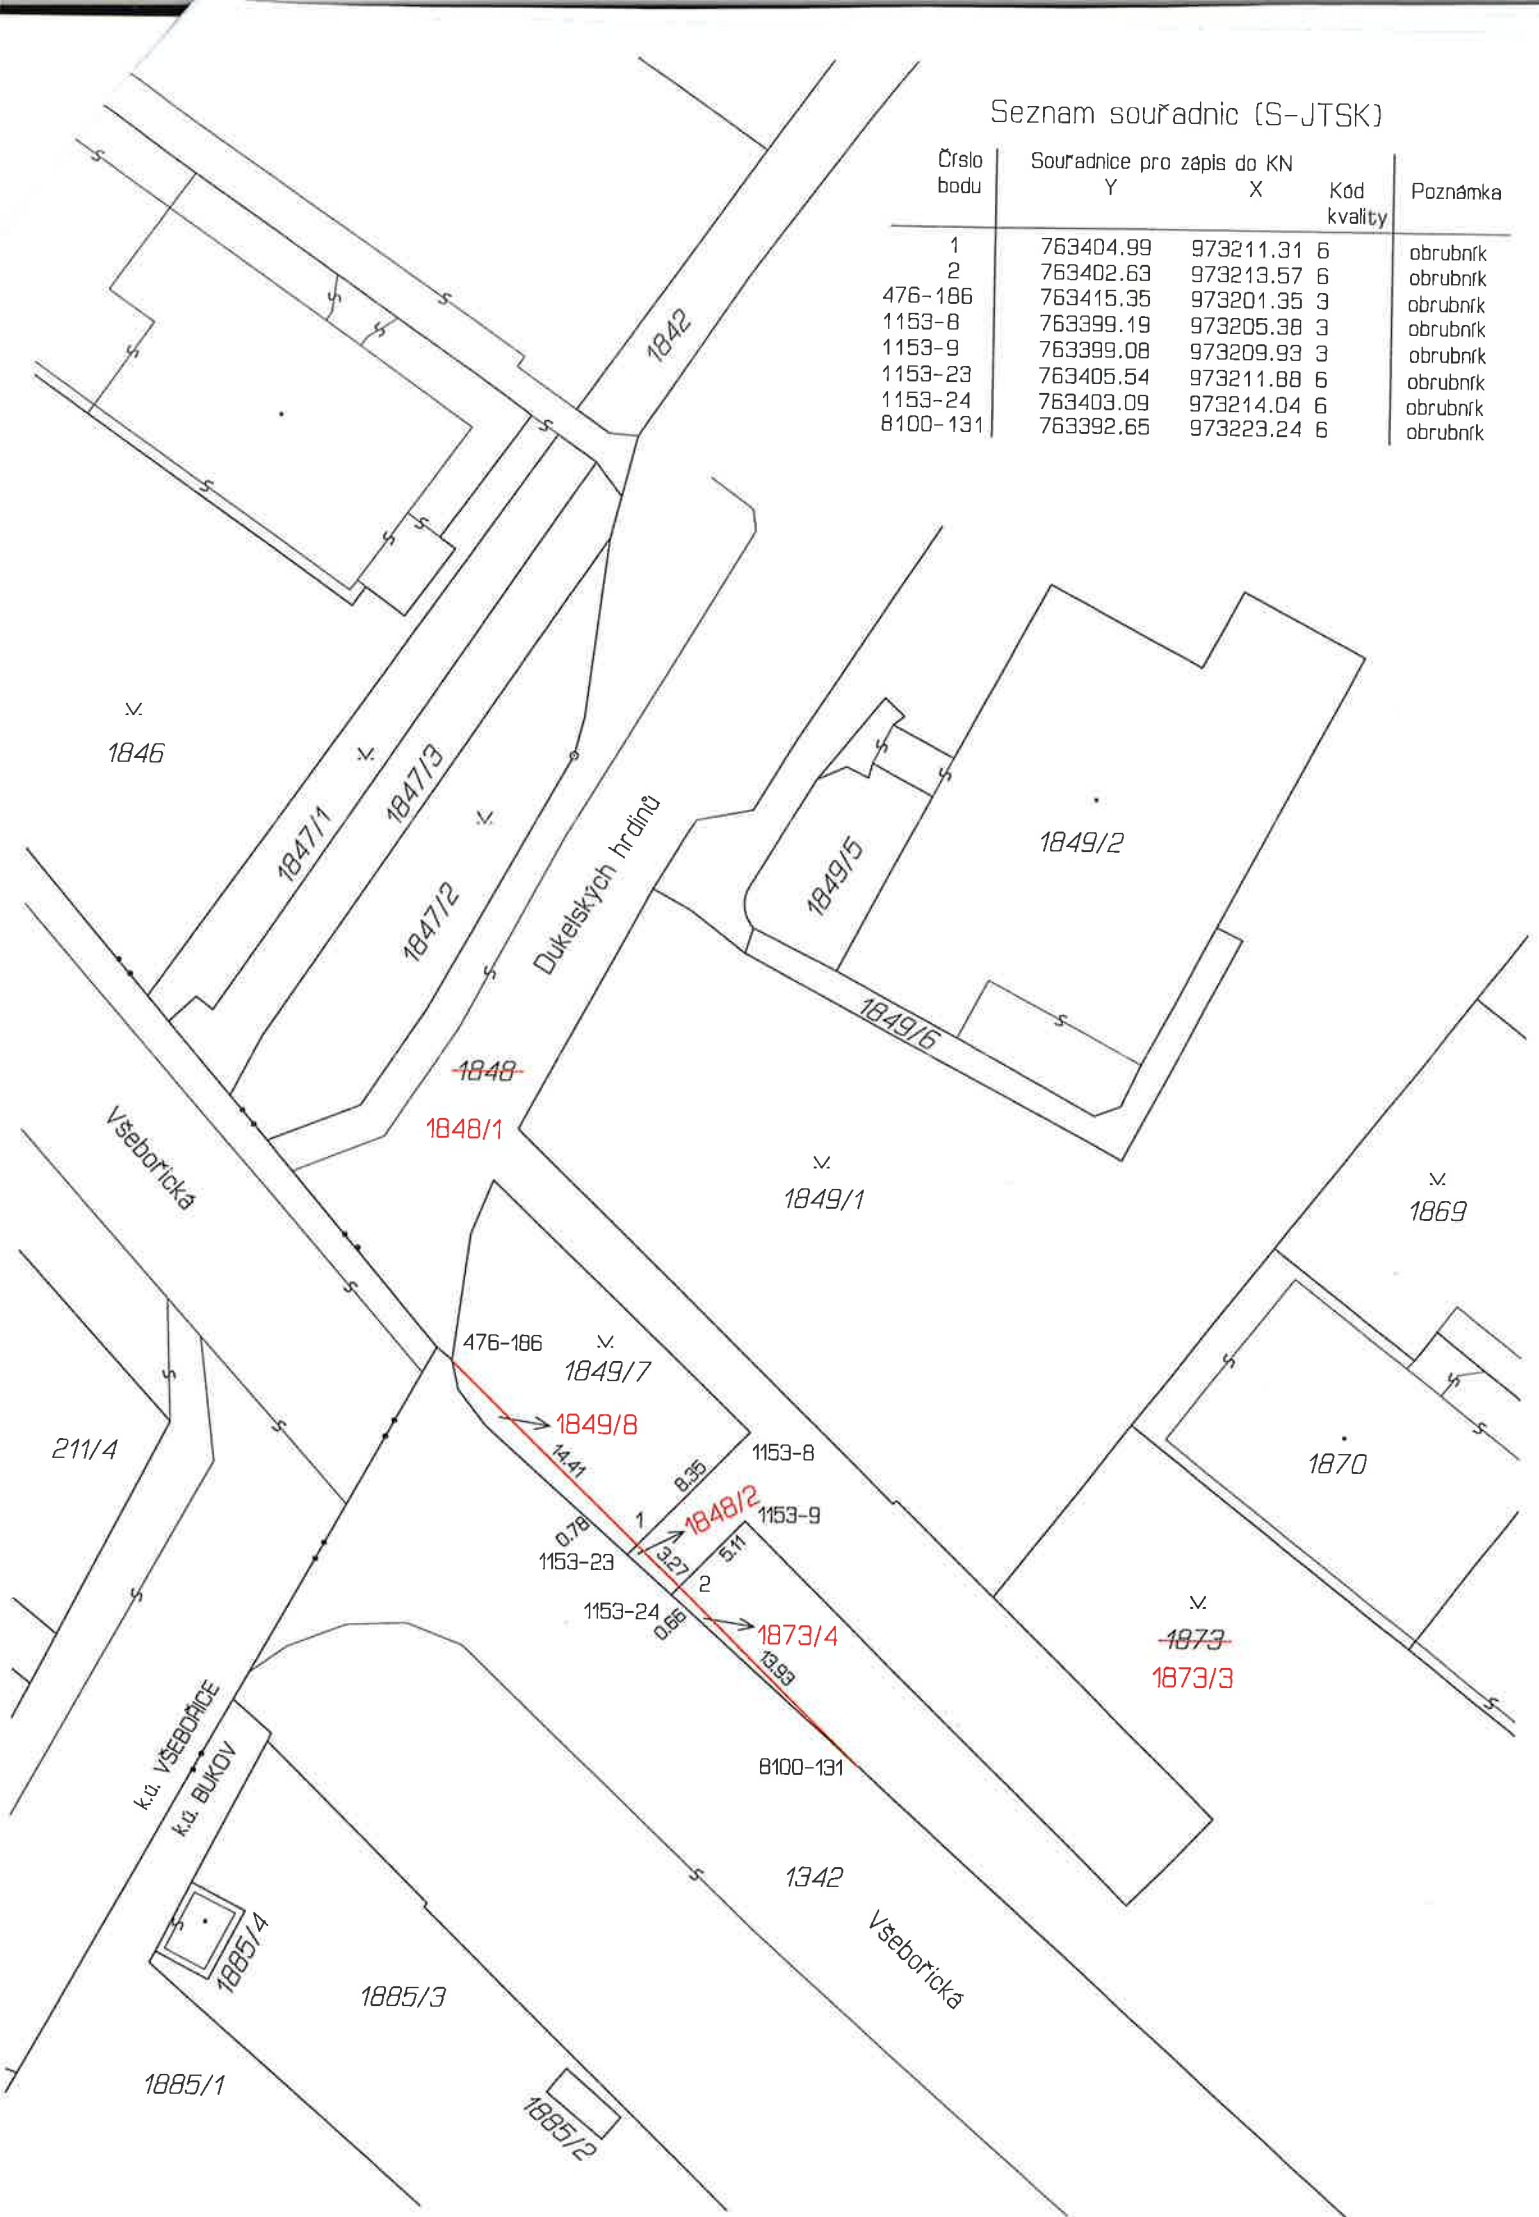 Seznam souřadnic (S-JTSK)
Číslo bodu Souřadnice pro zápis do KN Y X Kód kvality Poznámka
1 763404.99 973211.31 6 obrubník
2 763402.63 973213.57 6 obrubník
476-186 763415.35 973201.35 3 obrubník
1153-8 763399.19 973205.38 3 obrubník
1153-9 763399.08 973209.93 3 obrubník
1153-23 763405.54 973211.88 6 obrubník
1153-24 763403.09 973214.04 6 obrubník
8100-131 763392.65 973223.24 6 obrubník
1842
1846
1847/1
1847/3
1847/2
Dukelských hrdinů
1849/5
1849/2
1849/6
1848
1848/1
Všebořická
1849/1
1869
476-186
1849/7
1849/8
14.41
211/4
8.35
1153-8
1870
1848/2
1153-9
1
0.78
3.27
5.11
1153-23
2
1153-24
0.66
1873/4
1873
1873/3
13.93
k.ú. VŠEBOŘICE
k.ú. BUKOV
8100-131
1342
Všebořická
1885/4
1885/3
1885/1
1885/2